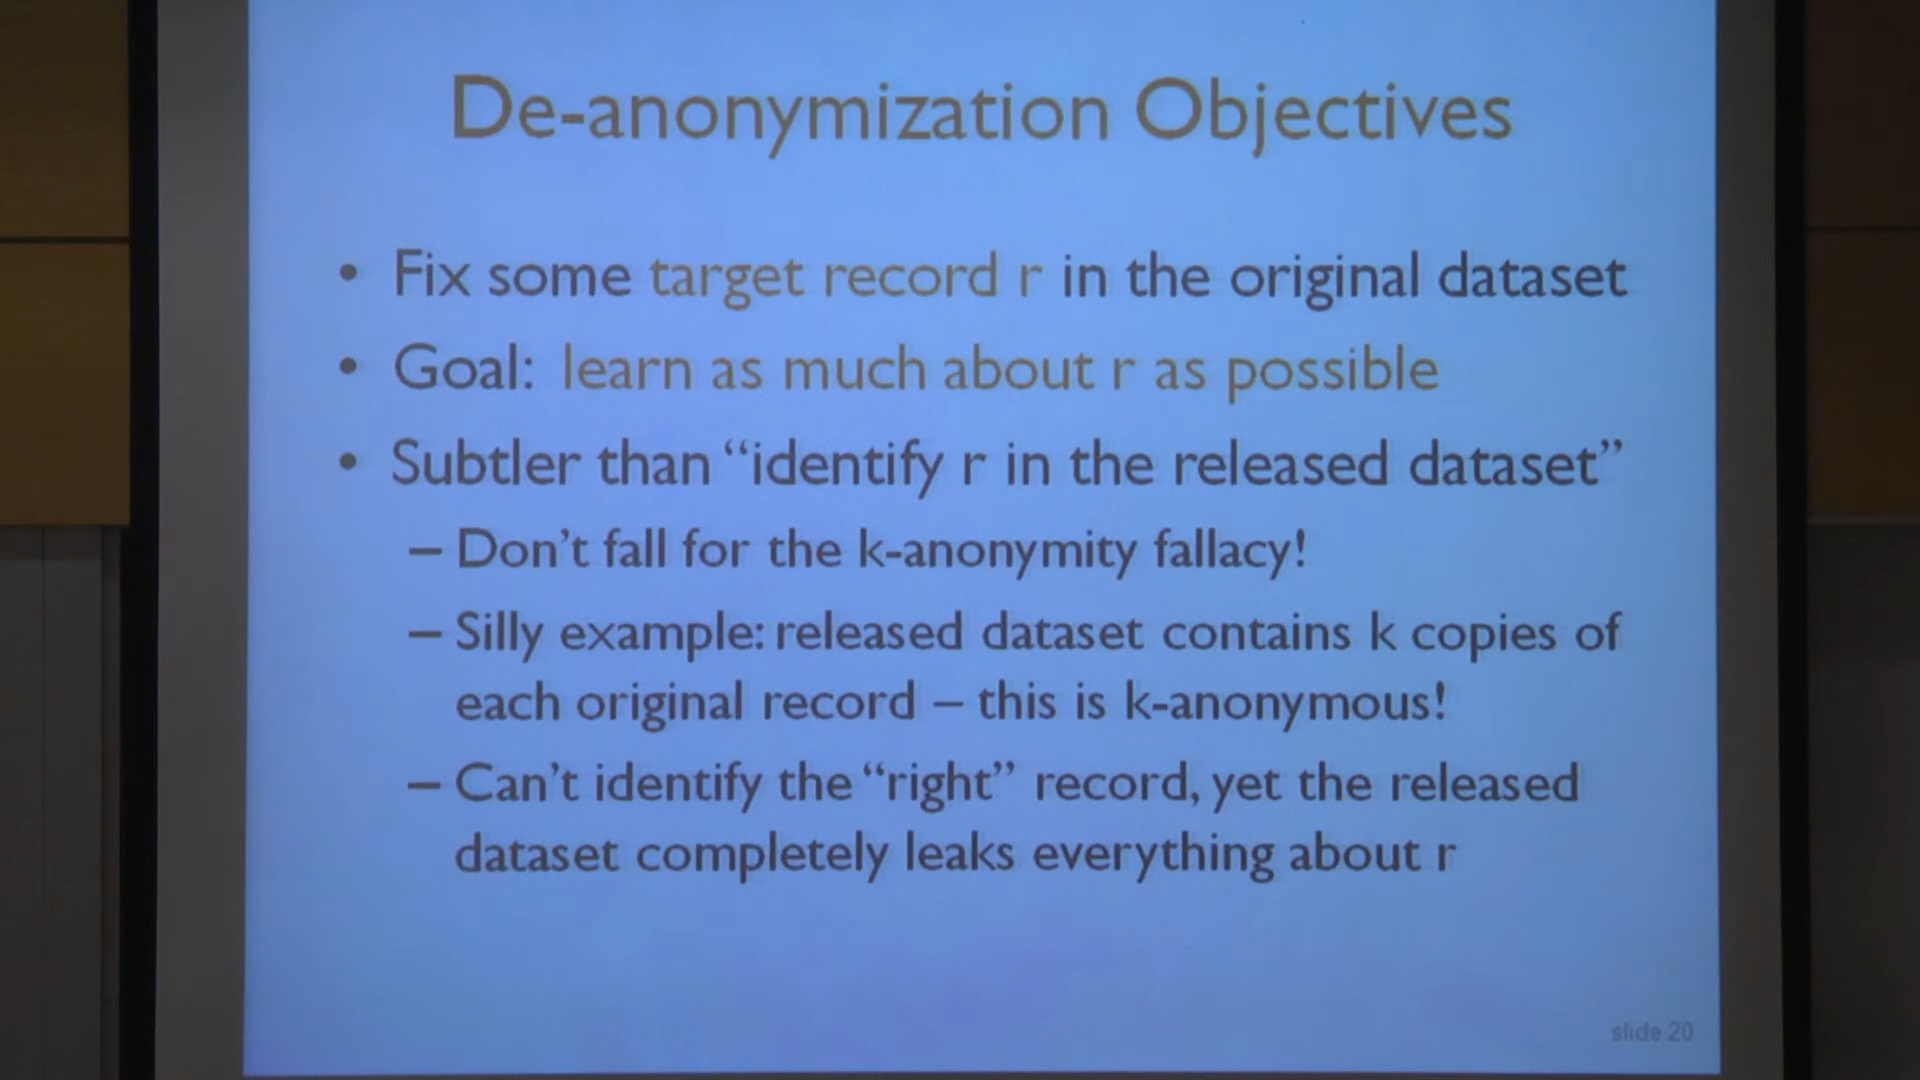 De-anonymization Objectives
• Fix some target record r in the original dataset
• Goal: learn as much about r as possible
• Subtler than “identify r in the released dataset”
– Don’t fall for the k-anonymity fallacy!
– Silly example: released dataset contains k copies of
each original record – this is k-anonymous!
– Can’t identify the “right” record, yet the released
dataset completely leaks everything about r
slide 20